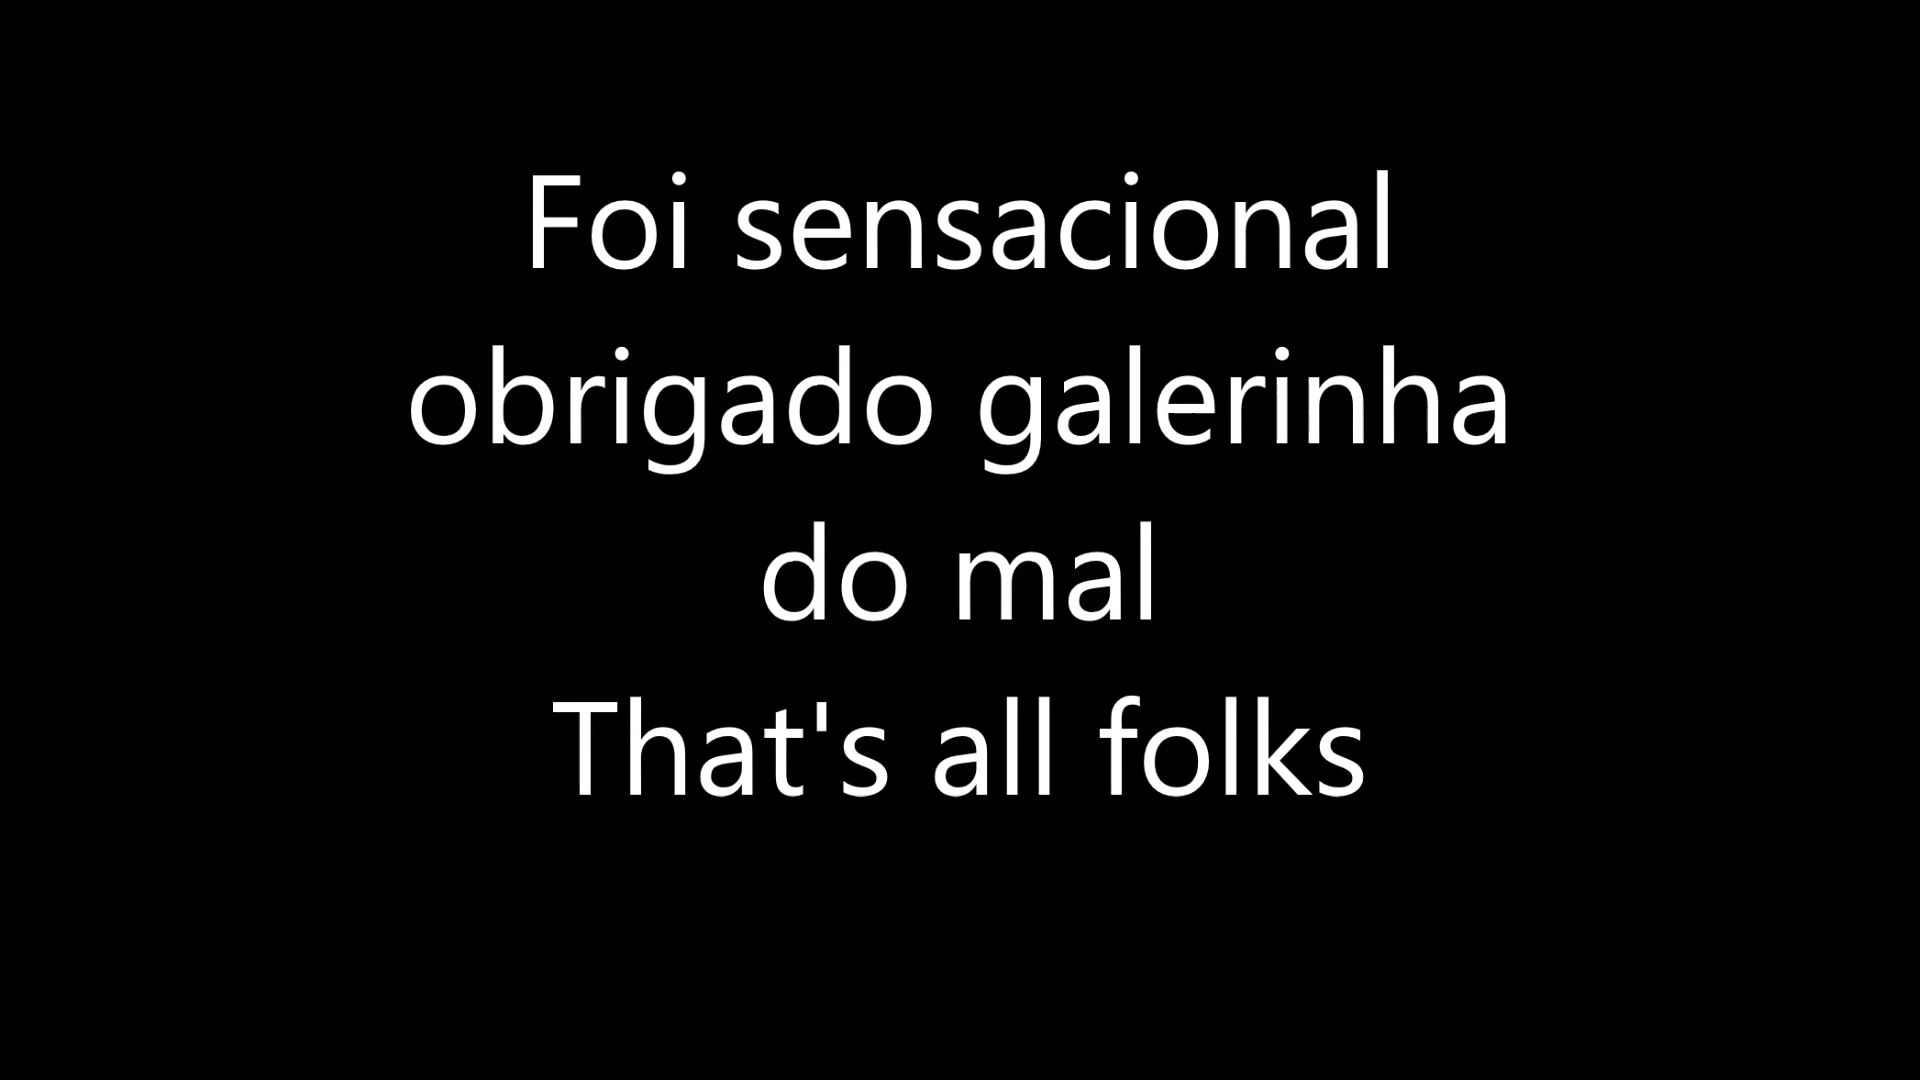 Foi sensacional
obrigado galerinha
do mal
That's all folks